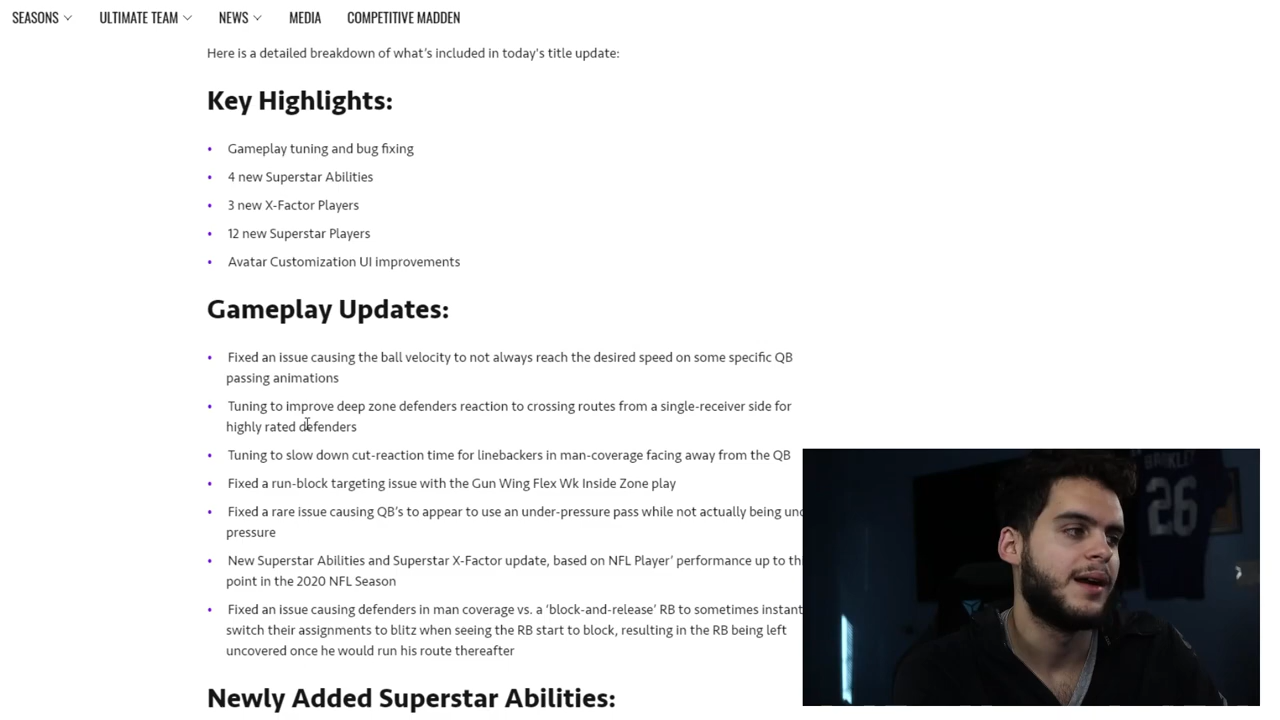 SEASONS ULTIMATE TEAM NEWS MEDIA COMPETITIVE MADDEN
Here is a detailed breakdown of what's included in today's title update:
Key Highlights:
• Gameplay tuning and bug fixing
• 4 new Superstar Abilities
• 3 new X-Factor Players
• 12 new Superstar Players
• Avatar Customization UI improvements
Gameplay Updates:
• Fixed an issue causing the ball velocity to not always reach the desired speed on some specific QB
passing animations
• Tuning to improve deep zone defenders reaction to crossing routes from a single-receiver side for
highly rated defenders
• Tuning to slow down cut-reaction time for linebackers in man-coverage facing away from the QB
• Fixed a run-block targeting issue with the Gun Wing Flex Wk Inside Zone play
• Fixed a rare issue causing QB's to appear to use an under-pressure pass while not actually being
pressure
• New Superstar Abilities and Superstar X-Factor update, based on NFL Player' performance up to
point in the 2020 NFL Season
• Fixed an issue causing defenders in man coverage vs. a 'block-and-release' RB to sometimes
switch their assignments to blitz when seeing the RB start to block, resulting in the RB being left
uncovered once he would run his route thereafter
Newly Added Superstar Abilities:
26